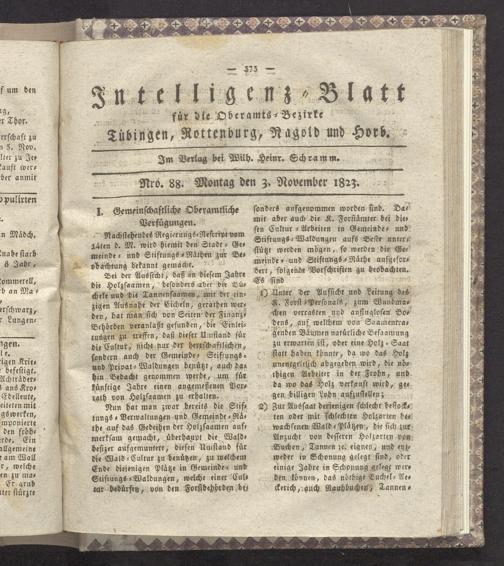 — 373 —
Intelligenz-Blatt
für die Oberamts-Bezirke
Tübingen, Rottenburg, Nagold und Horb.
Im Verlag bei Wilh. Heinr. Schramm.
Nro. 88. Montag den 3. November 1823.
I. Gemeinschaftliche Oberamtliche
Verfügungen.
Nachstehendes Regierungs-Rescript vom
14ten d. M. wird hiemit den Stadt- Ge-
meinde- und Stiftungs-Räthen zur Be-
obachtung bekannt gemacht.
Bei der Aussicht, daß in diesem Jahre
die Holzsaamen, besonders aber die Bü-
cheln und die Tannensaamen, mit der ein-
zigen Ausnahe der Eicheln, gerathen wer-
den, hat man sich von Seiten der Finanz-
Behörden veranlaßt gefunden, die Einlei-
tungen zu treffen, daß dieser Umstand für
die Cultur, nicht nur der herrschaftlichen,
sondern auch der Gemeinde- Stiftungs-
und Privat-Waldungen benützt, auch da-
hin Bedacht genommen werde, um für
künftige Jahre einen angemessenen Vor-
rath von Holzsaamen zu erhalten.
Nun hat man zwar bereits die Stif-
tungs-Verwaltungen und Gemeinde-Rä-
the auf das Gedeihen der Holzsaamen auf-
merksam gemacht, überhaupt die Wald-
besitzer aufgemuntert, diesen Umstand für
die Wald-Cultur zu benützen, zu welchem
Ende diejenigen Plätze in Gemeinde- und
Stiftungs-Waldungen, welche einer Cul-
tur bedürfen, von den Forstbehörden be
sonders aufgenommen worden sind. Da-
mit aber auch die K. Forstämter bei die-
sen Cultur-Arbeiten in Gemeinde- und
Stiftungs-Waldungen aufs Beste unter-
stützt werden mögen, so werden die Ge-
meinde- und Stiftungs-Räthe aufgefor-
dert, folgende Vorschriften zu beobachten.
Es sind
1) Unter der Aufsicht und Leitung des
K. Forst-Personals, zum Wundma-
chen verrasten und anfluglosen Bo-
dens, auf welchem von Saamentra-
genden Bäumen natürliche Besaamung
zu erwarten ist, oder eine Holz-Saat
statt haben könnte, da wo das Holz
unentgeldlich abgegeben wird, die nö-
thigen Arbeiter in der Frohn, und
da wo das Holz verkauft wird, ge-
gen billigen Lohn aufzustellen;
2) Zur Aussaat derjenigen schlecht bestock-
ten oder mit schlechten Holzarten be-
wachsenen Wald-Plätze, die sich zur
Anzucht von besseren Holzarten von
Buchen, Tannen ꝛc. eignen, und ent-
weder in Schonung gelegt sind, oder
einige Jahre in Schonung gelegt wer-
den können, das nöthige Buchel-Ae-
ckerich, auch Rauhbuchen, Tannen-